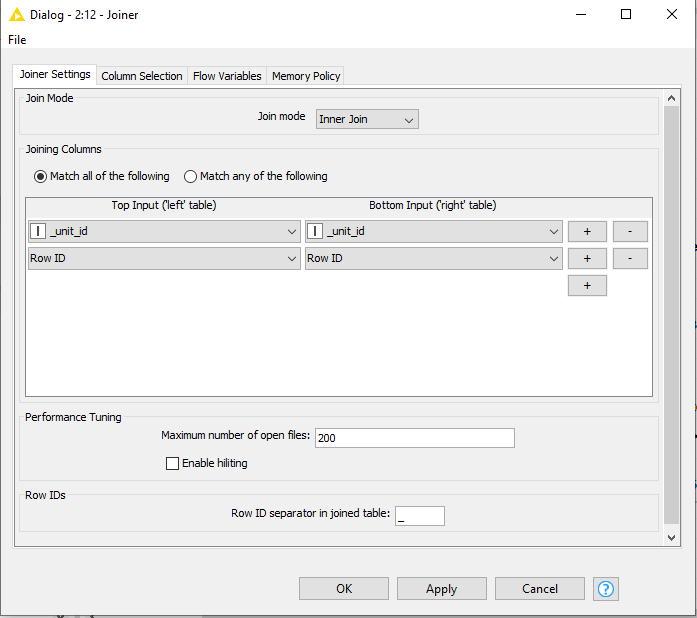 Dialog - 2:12 - Joiner
File
Joiner Settings Column Selection Flow Variables Memory Policy
Join Mode
Join mode Inner Join
Joining Columns
Match all of the following Match any of the following
Top Input ('left' table) Bottom Input ('right' table)
I _unit_id I _unit_id + -
Row ID Row ID + -
+
Performance Tuning
Maximum number of open files: 200
Enable hiliting
Row IDs
Row ID separator in joined table: _
OK Apply Cancel ?